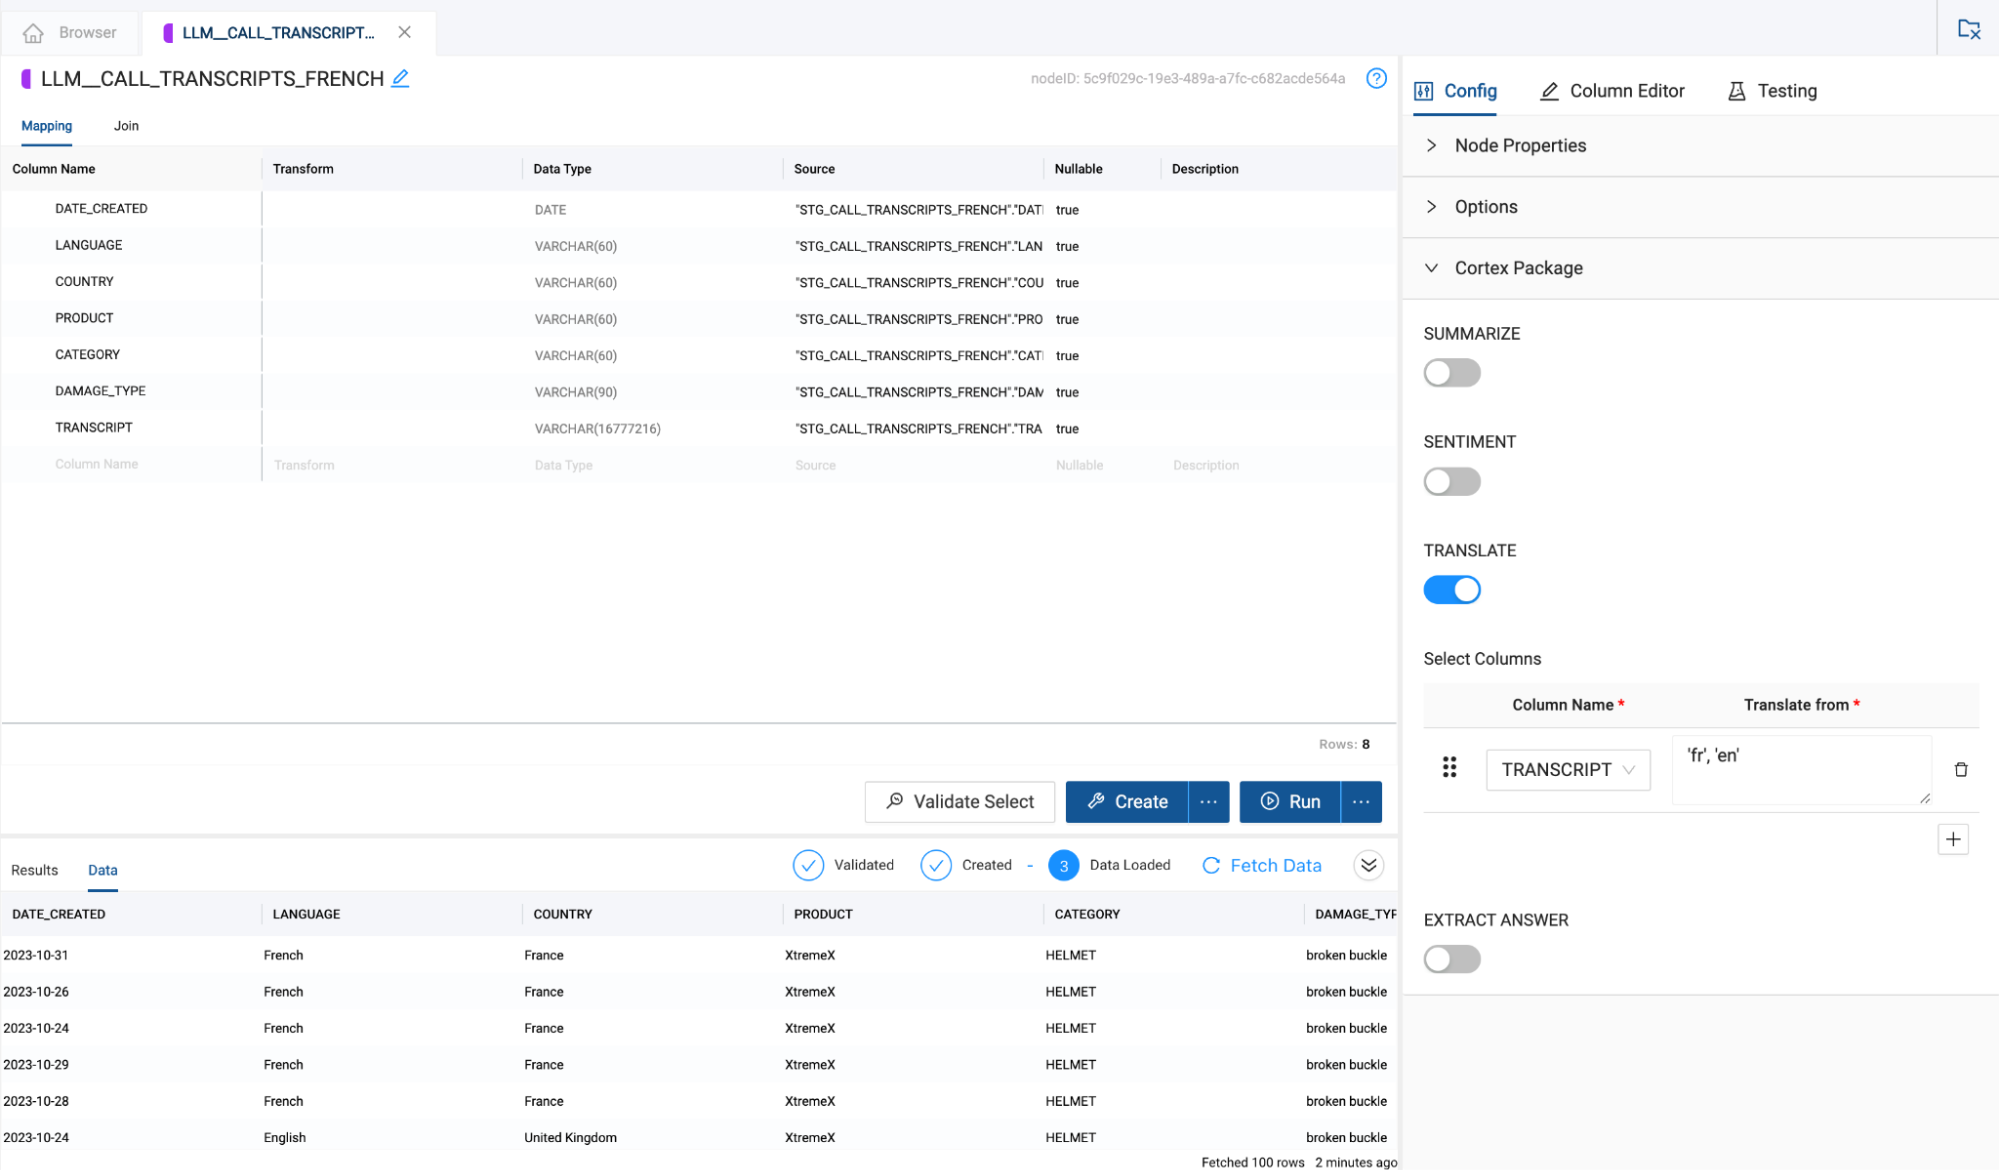 Browser
LLM__CALL_TRANSCRIPT...
LLM__CALL_TRANSCRIPTS_FRENCH
nodeID: 5c9f029c-19e3-489a-a7fc-c682acde564a
Mapping Join
Column Name Transform Data Type Source Nullable Description
DATE_CREATED DATE "STG_CALL_TRANSCRIPTS_FRENCH"."DATI true
LANGUAGE VARCHAR(60) "STG_CALL_TRANSCRIPTS_FRENCH"."LAN true
COUNTRY VARCHAR(60) "STG_CALL_TRANSCRIPTS_FRENCH"."COU true
PRODUCT VARCHAR(60) "STG_CALL_TRANSCRIPTS_FRENCH"."PRO true
CATEGORY VARCHAR(60) "STG_CALL_TRANSCRIPTS_FRENCH"."CATI true
DAMAGE_TYPE VARCHAR(90) "STG_CALL_TRANSCRIPTS_FRENCH"."DAM true
TRANSCRIPT VARCHAR(16777216) "STG_CALL_TRANSCRIPTS_FRENCH"."TRA true
Column Name Transform Data Type Source Nullable Description
Rows: 8
Validate Select Create ... Run ...
Results Data
Validated Created - 3 Data Loaded Fetch Data
DATE_CREATED LANGUAGE COUNTRY PRODUCT CATEGORY DAMAGE_TYP
2023-10-31 French France XtremeX HELMET broken buckle
2023-10-26 French France XtremeX HELMET broken buckle
2023-10-24 French France XtremeX HELMET broken buckle
2023-10-29 French France XtremeX HELMET broken buckle
2023-10-28 French France XtremeX HELMET broken buckle
2023-10-24 English United Kingdom XtremeX HELMET broken buckle
Fetched 100 rows 2 minutes ago
Config Column Editor Testing
Node Properties
Options
Cortex Package
SUMMARIZE
SENTIMENT
TRANSLATE
Select Columns
Column Name * Translate from *
TRANSCRIPT 'fr', 'en'
EXTRACT ANSWER